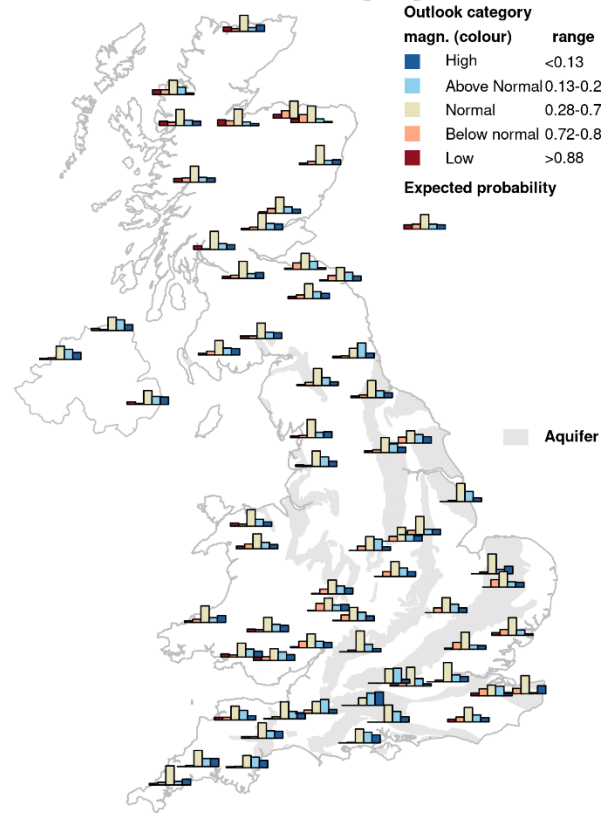 Outlook category
magn. (colour) range
High <0.13
Above Normal 0.13-0.2
Normal 0.28-0.7
Below normal 0.72-0.8
Low >0.88
Expected probability
Aquifer